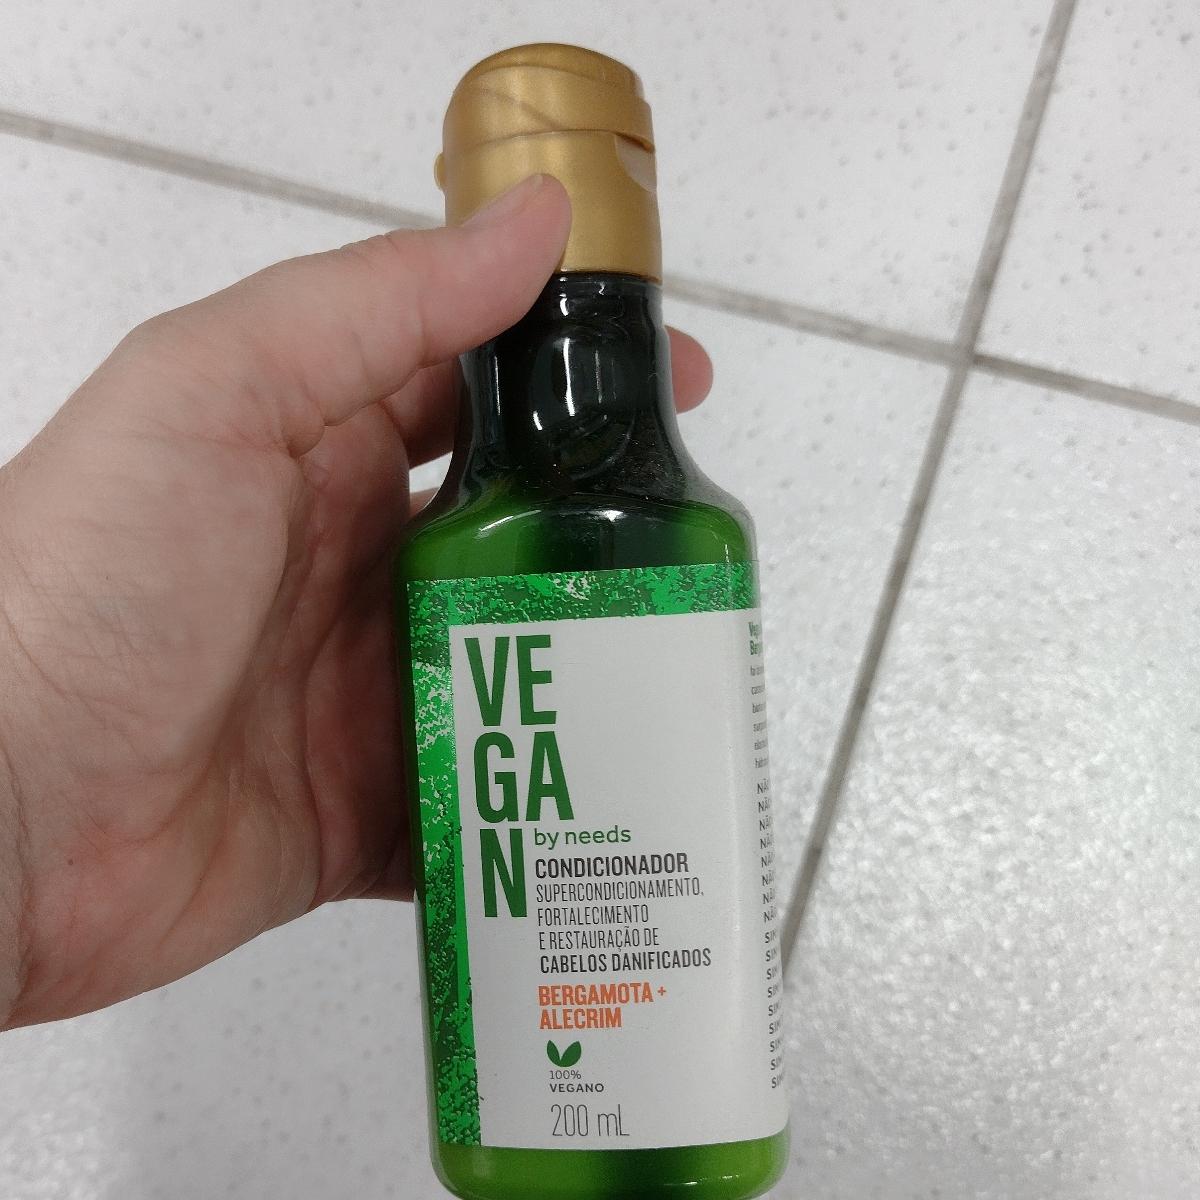 VE
GA
N
by needs
CONDICIONADOR
SUPERCONDICIONAMENTO,
FORTALECIMENTO
E RESTAURAÇÃO DE
CABELOS DANIFICADOS
BERGAMOTA +
ALECRIM
100%
VEGANO
200 mL